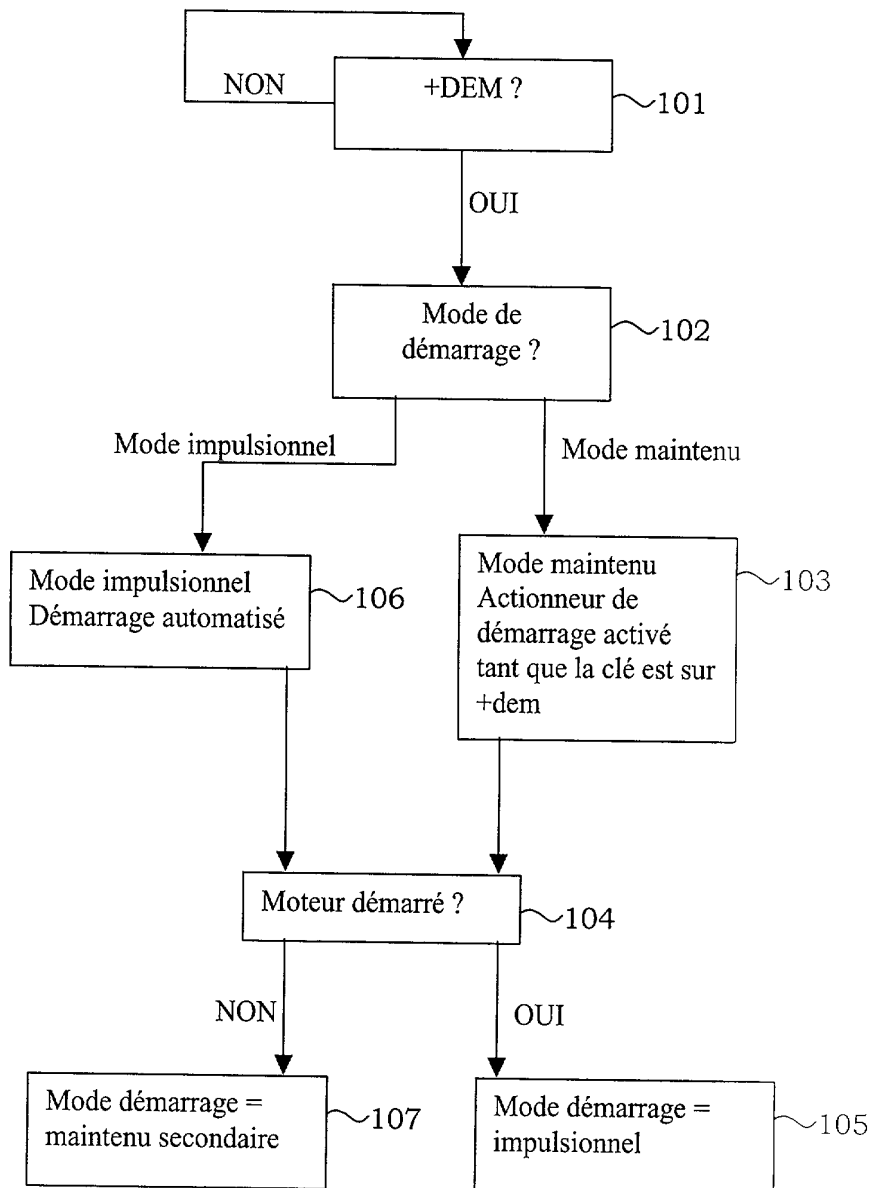 NON
+DEM ?
101
OUI
Mode de
démarrage ?
102
Mode impulsionnel
Mode maintenu
Mode impulsionnel
Démarrage automatisé
106
Mode maintenu
Actionneur de
démarrage activé
tant que la clé est sur
+dem
103
Moteur démarré ?
104
NON
OUI
Mode démarrage =
maintenu secondaire
107
Mode démarrage =
impulsionnel
105